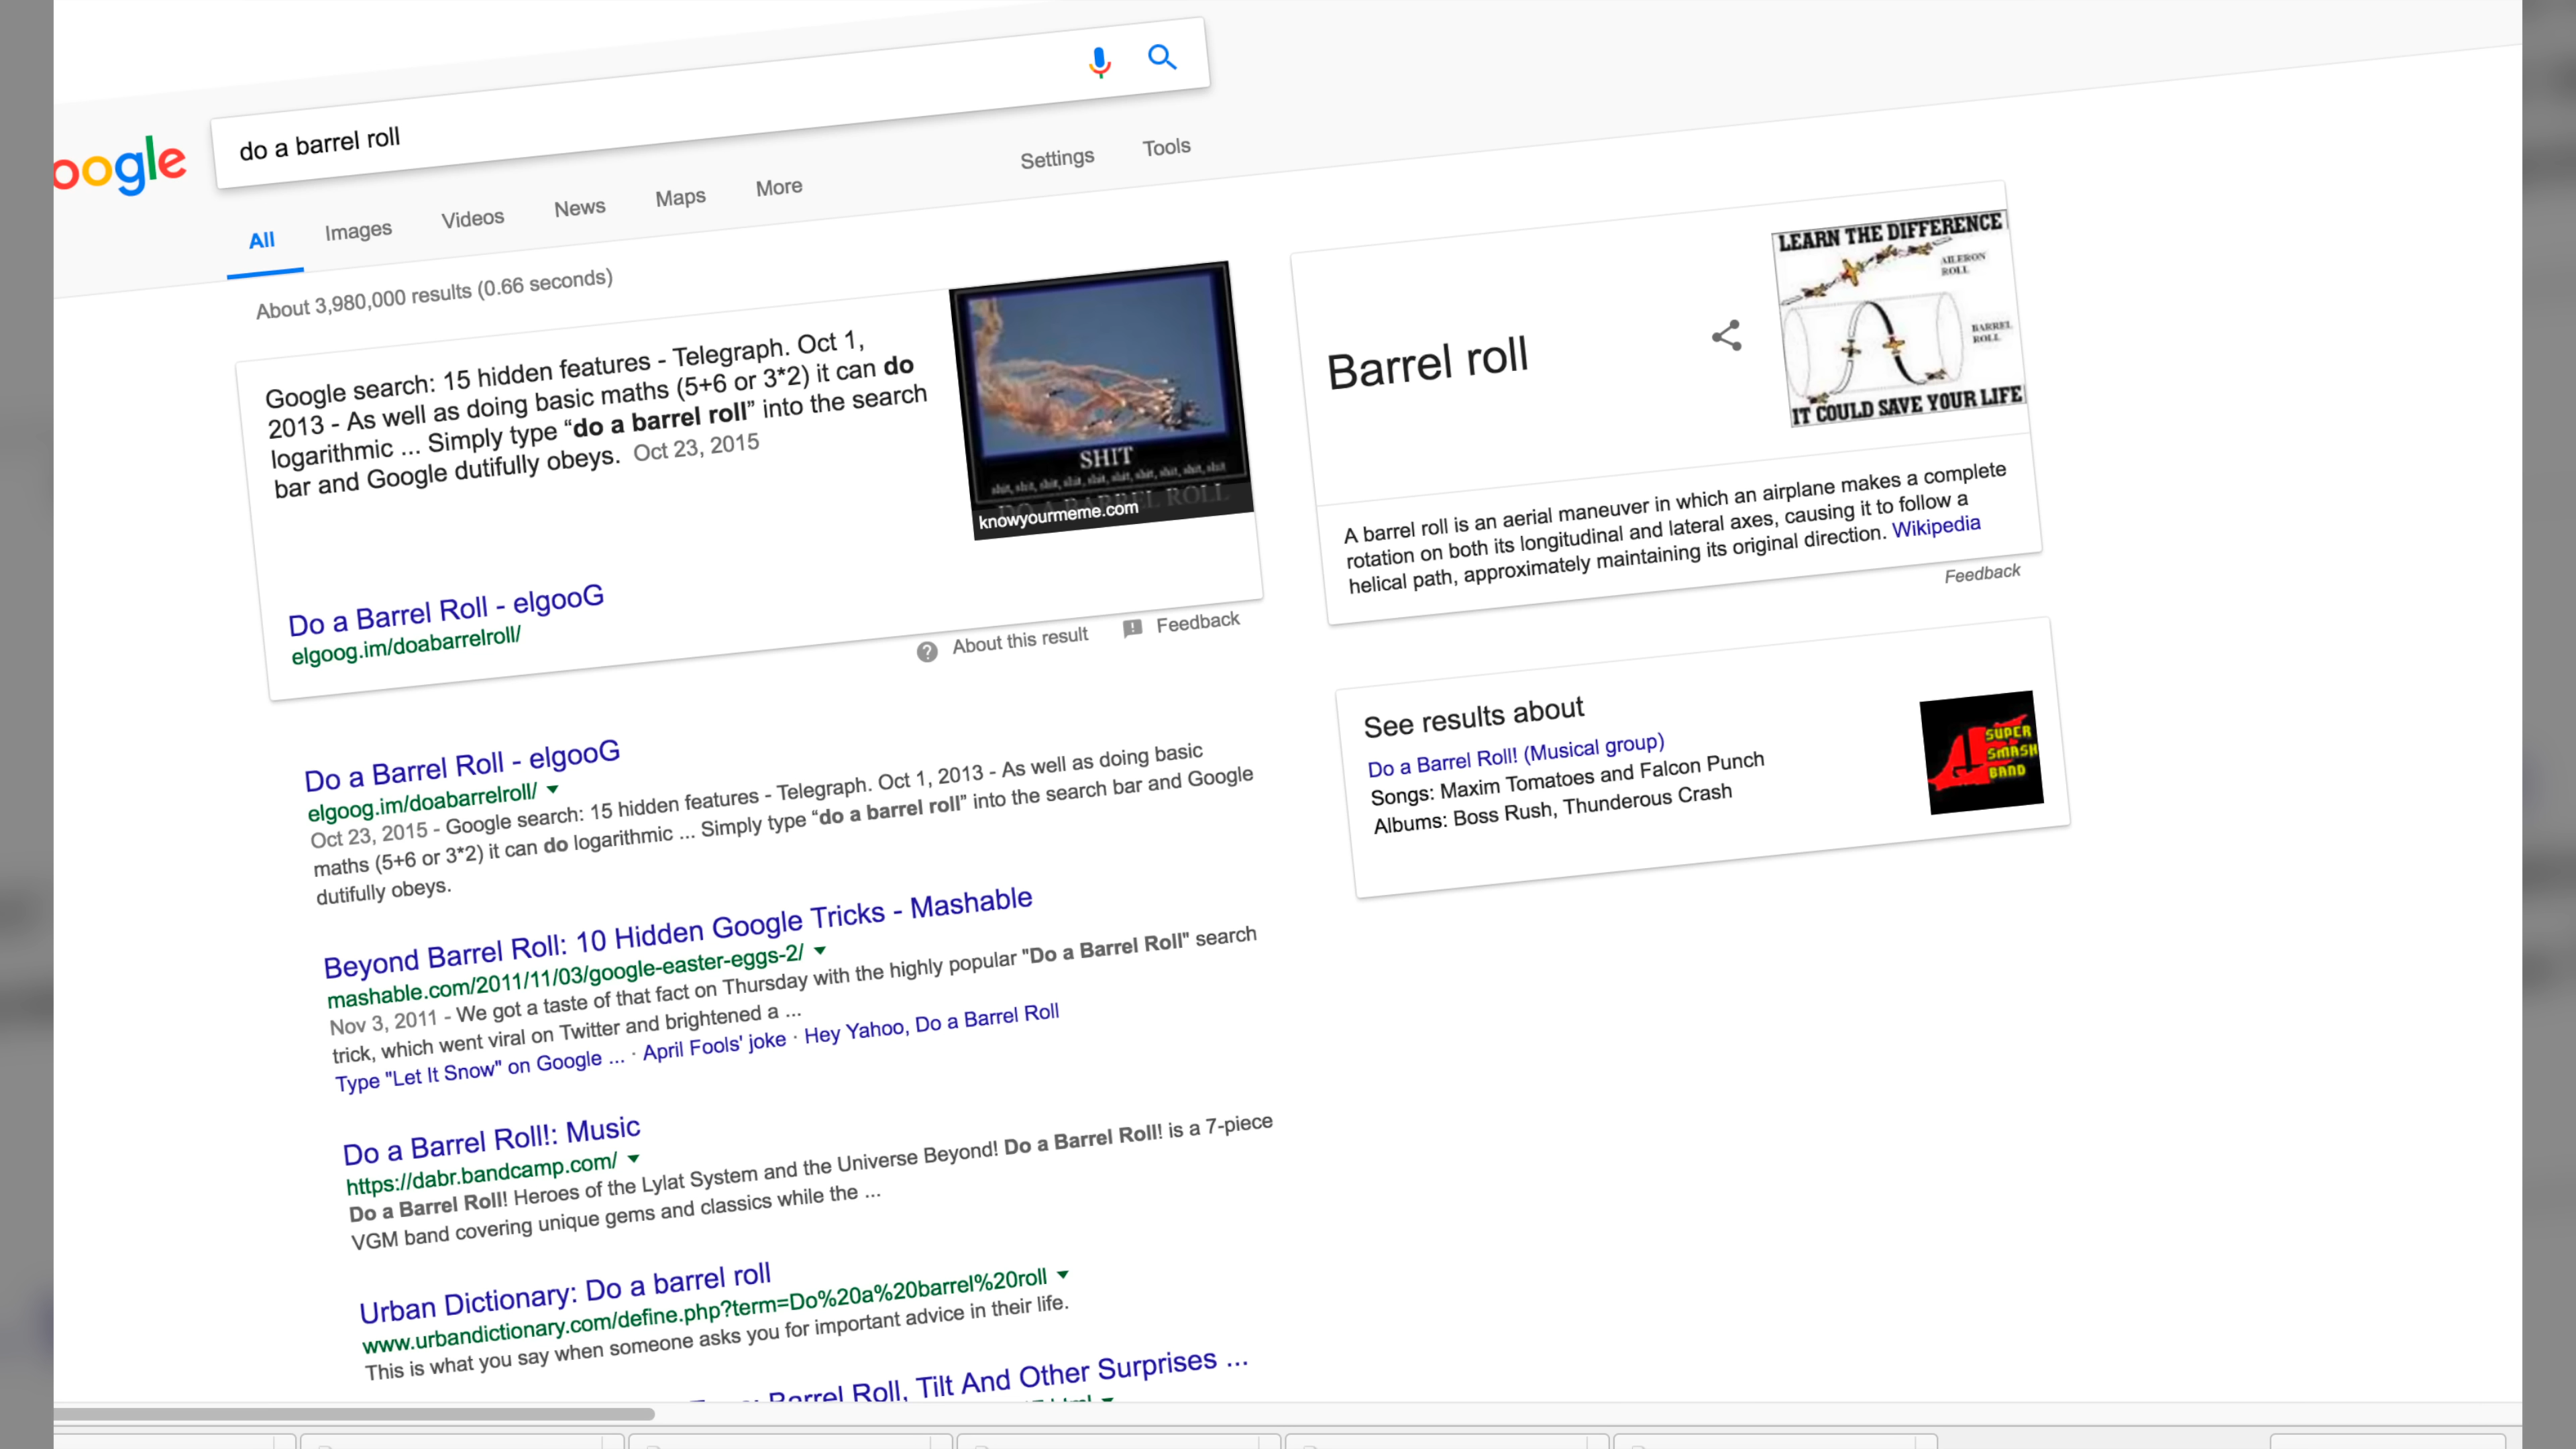 oogle
do a barrel roll
All Images Videos News Maps More Settings Tools
About 3,980,000 results (0.66 seconds)
Google search: 15 hidden features - Telegraph. Oct 1,
2013 - As well as doing basic maths (5+6 or 3*2) it can do
logarithmic ... Simply type “do a barrel roll” into the search
bar and Google dutifully obeys. Oct 23, 2015
SHIT
shit, shit, shit, shit, shit, shit, shit, shit, shit
DO A BARREL ROLL
knowyourmeme.com
Do a Barrel Roll - elgooG
elgoog.im/doabarrelroll/
About this result Feedback
Do a Barrel Roll - elgooG
elgoog.im/doabarrelroll/
Oct 23, 2015 - Google search: 15 hidden features - Telegraph. Oct 1, 2013 - As well as doing basic
maths (5+6 or 3*2) it can do logarithmic ... Simply type “do a barrel roll” into the search bar and Google
dutifully obeys.
Beyond Barrel Roll: 10 Hidden Google Tricks - Mashable
mashable.com/2011/11/03/google-easter-eggs-2/
Nov 3, 2011 - We got a taste of that fact on Thursday with the highly popular "Do a Barrel Roll" search
trick, which went viral on Twitter and brightened a ...
Type "Let It Snow" on Google ... · April Fools' joke · Hey Yahoo, Do a Barrel Roll
Do a Barrel Roll!: Music
https://dabr.bandcamp.com/
Do a Barrel Roll! Heroes of the Lylat System and the Universe Beyond! Do a Barrel Roll! is a 7-piece
VGM band covering unique gems and classics while the ...
Urban Dictionary: Do a barrel roll
www.urbandictionary.com/define.php?term=Do%20a%20barrel%20roll
This is what you say when someone asks you for important advice in their life.
Barrel Roll, Tilt And Other Surprises ...
Barrel roll
LEARN THE DIFFERENCE
AILERON
ROLL
BARREL
ROLL
IT COULD SAVE YOUR LIFE
A barrel roll is an aerial maneuver in which an airplane makes a complete
rotation on both its longitudinal and lateral axes, causing it to follow a
helical path, approximately maintaining its original direction. Wikipedia
Feedback
See results about
Do a Barrel Roll! (Musical group)
Songs: Maxim Tomatoes and Falcon Punch
Albums: Boss Rush, Thunderous Crash
SUPER
SMASH
BAND